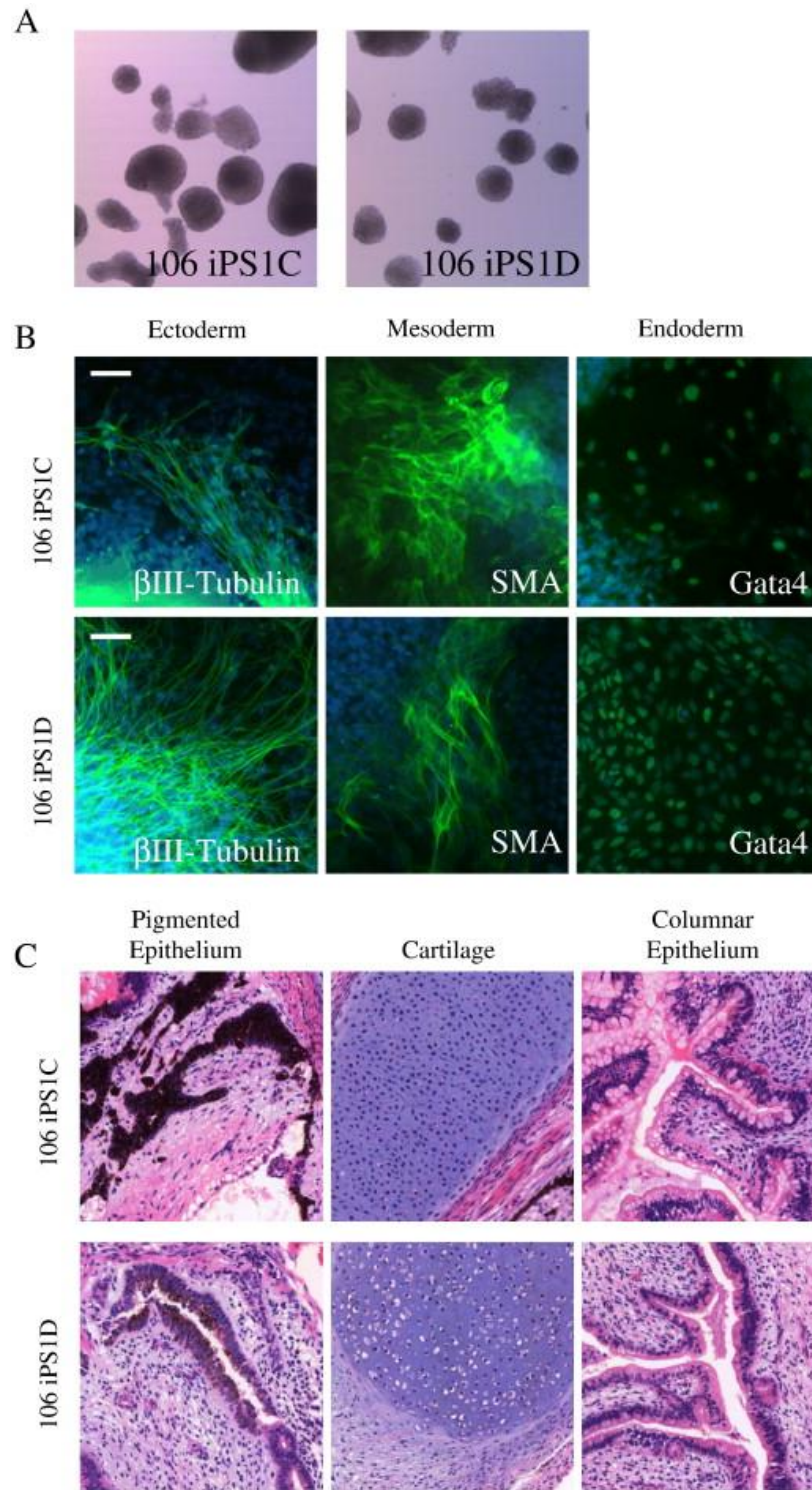 A
106 iPS1C
106 iPS1D
B
Ectoderm
Mesoderm
Endoderm
106 iPS1C
βIII-Tubulin
SMA
Gata4
106 iPS1D
βIII-Tubulin
SMA
Gata4
C
Pigmented
Epithelium
Cartilage
Columnar
Epithelium
106 iPS1C
106 iPS1D